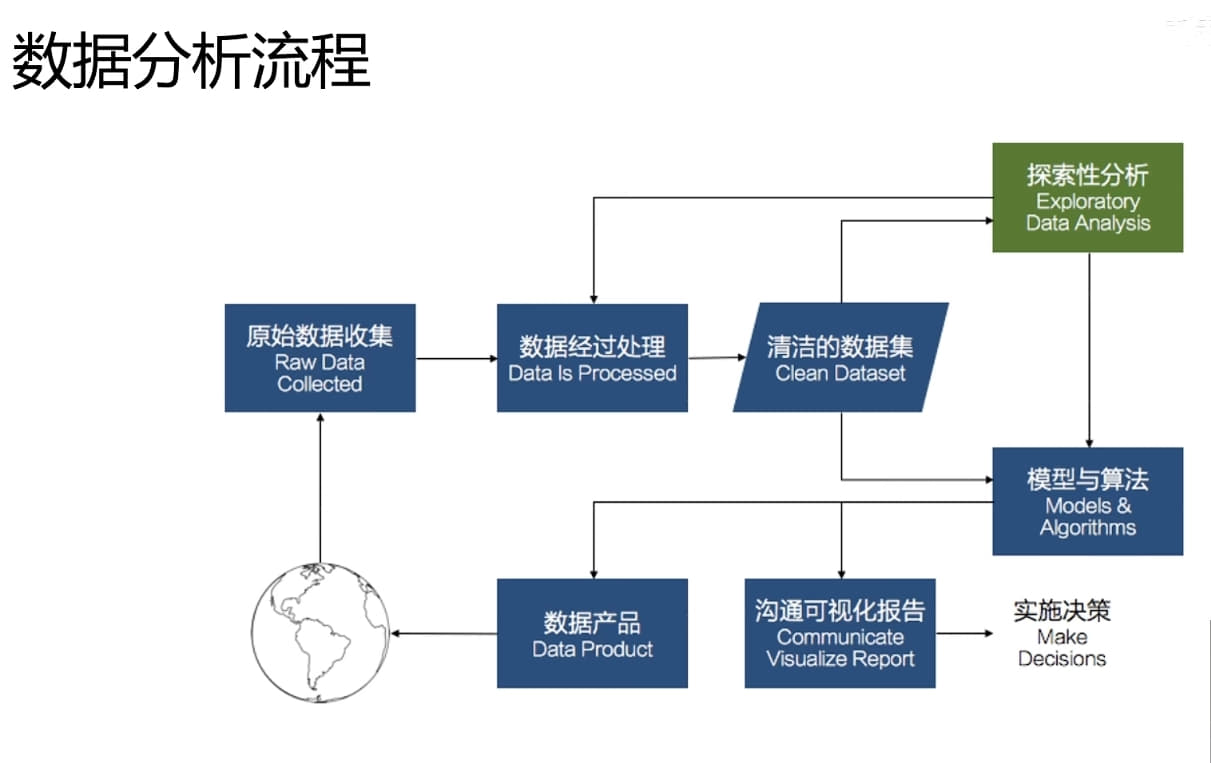 数据分析流程
探索性分析
Exploratory
Data Analysis
原始数据收集
Raw Data
Collected
数据经过处理
Data Is Processed
清洁的数据集
Clean Dataset
模型与算法
Models &
Algorithms
数据产品
Data Product
沟通可视化报告
Communicate
Visualize Report
实施决策
Make
Decisions